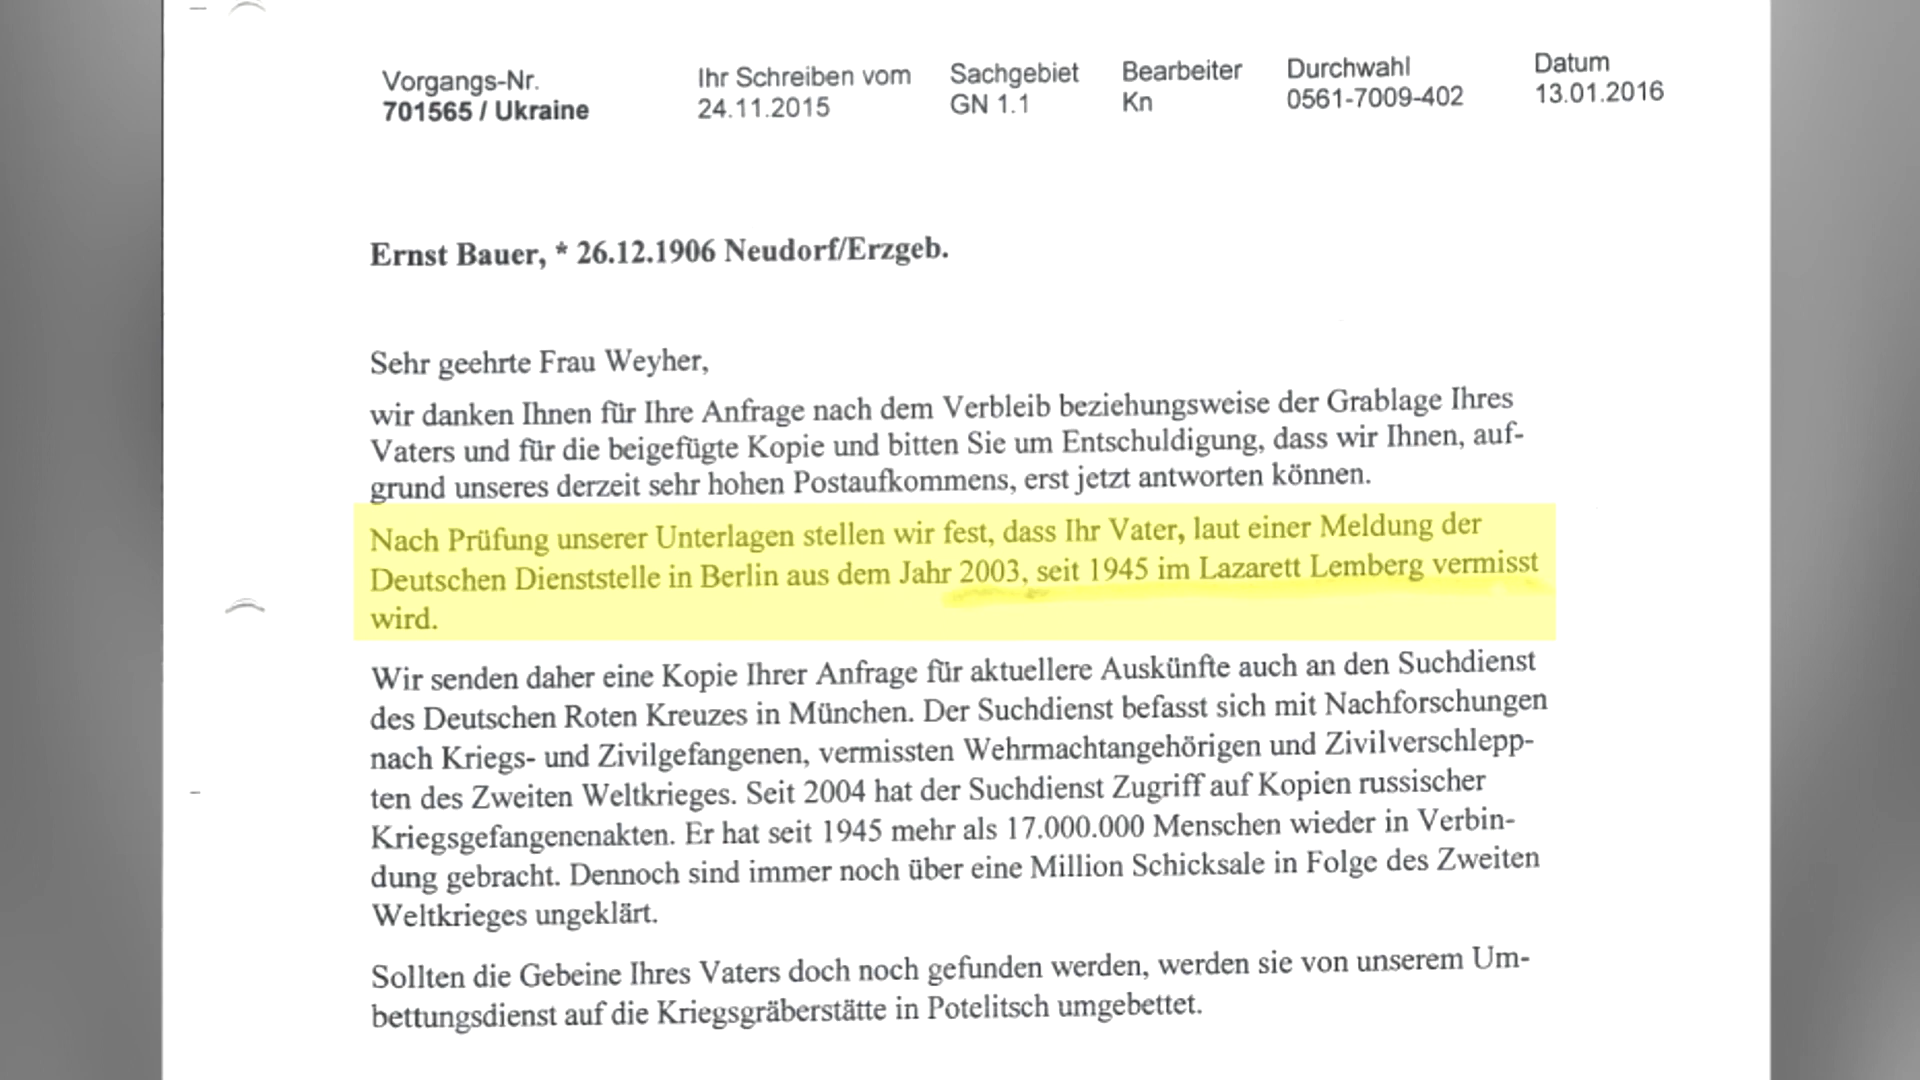 Vorgangs-Nr. Ihr Schreiben vom Sachgebiet Bearbeiter Durchwahl Datum
701565 / Ukraine 24.11.2015 GN 1.1 Kn 0561-7009-402 13.01.2016
Ernst Bauer, * 26.12.1906 Neudorf/Erzgeb.
Sehr geehrte Frau Weyher,
wir danken Ihnen für Ihre Anfrage nach dem Verbleib beziehungsweise der Grablage Ihres
Vaters und für die beigefügte Kopie und bitten Sie um Entschuldigung, dass wir Ihnen, auf-
grund unseres derzeit sehr hohen Postaufkommens, erst jetzt antworten können.
Nach Prüfung unserer Unterlagen stellen wir fest, dass Ihr Vater, laut einer Meldung der
Deutschen Dienststelle in Berlin aus dem Jahr 2003, seit 1945 im Lazarett Lemberg vermisst
wird.
Wir senden daher eine Kopie Ihrer Anfrage für aktuellere Auskünfte auch an den Suchdienst
des Deutschen Roten Kreuzes in München. Der Suchdienst befasst sich mit Nachforschungen
nach Kriegs- und Zivilgefangenen, vermissten Wehrmachtangehörigen und Zivilverschlepp-
ten des Zweiten Weltkrieges. Seit 2004 hat der Suchdienst Zugriff auf Kopien russischer
Kriegsgefangenenakten. Er hat seit 1945 mehr als 17.000.000 Menschen wieder in Verbin-
dung gebracht. Dennoch sind immer noch über eine Million Schicksale in Folge des Zweiten
Weltkrieges ungeklärt.
Sollten die Gebeine Ihres Vaters doch noch gefunden werden, werden sie von unserem Um-
bettungsdienst auf die Kriegsgräberstätte in Potelitsch umgebettet.